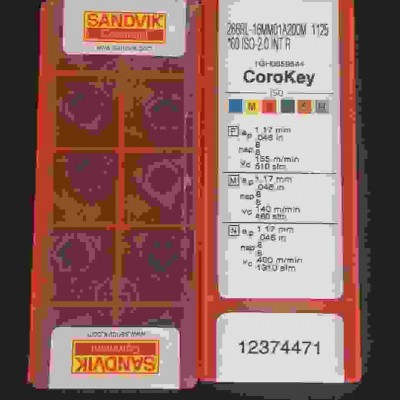 SANDVIK
Coromant
www.sandvik.com
266RL-16MM01A200M 1125
*60 ISO-2.0 INT R
CoroKey
ISO
P ap 1.17 mm
.046 in
nap 8
8
vc 155 m/min
510 sfm
M ap 1.17 mm
.046 in
nap 8
8
vc 140 m/min
460 sfm
N ap 1.17 mm
.046 in
nap 6
6
vc 400 m/min
1310 sfm
12374471
www.sandvik.com
Coromant
SANDVIK